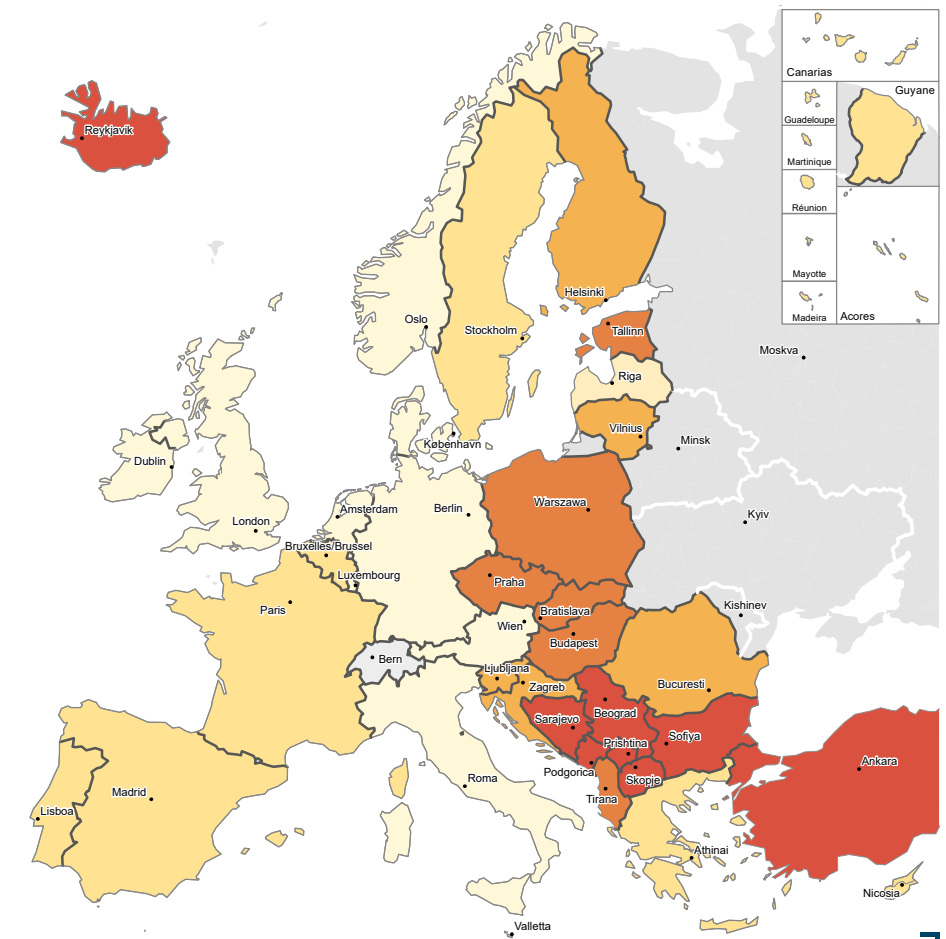 Canarias
Guyane
Guadeloupe
Martinique
Réunion
Mayotte
Madeira
Acores
Reykjavik
Helsinki
Oslo
Stockholm
Tallinn
Moskva
Riga
Vilnius
Minsk
København
Dublin
Warszawa
Amsterdam
Berlin
Kyiv
London
Bruxelles/Brussel
Luxembourg
Praha
Paris
Bratislava
Kishinev
Wien
Budapest
Bern
Ljubljana
Zagreb
Bucuresti
Beograd
Sarajevo
Sofiya
Prishtina
Podgorica
Skopje
Ankara
Roma
Tirana
Madrid
Lisboa
Athinai
Nicosia
Valletta